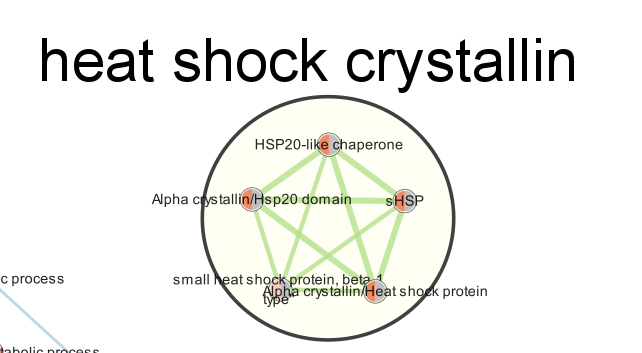 heat shock crystallin
HSP20-like chaperone
Alpha crystallin/Hsp20 domain
sHSP
c process
small heat shock protein, beta-1
type
Alpha crystallin/Heat shock protein
tabolic process